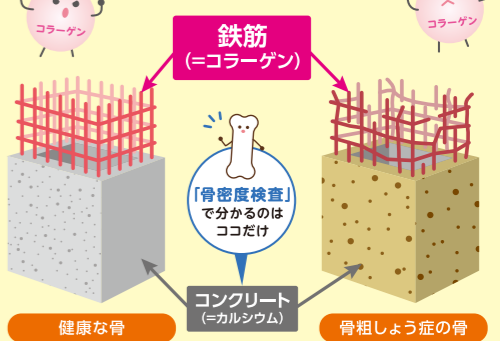 コラーゲン
コラーゲン
鉄筋
(=コラーゲン)
「骨密度検査」
で分かるのは
ココだけ
コンクリート
(=カルシウム)
健康な骨
骨粗しょう症の骨